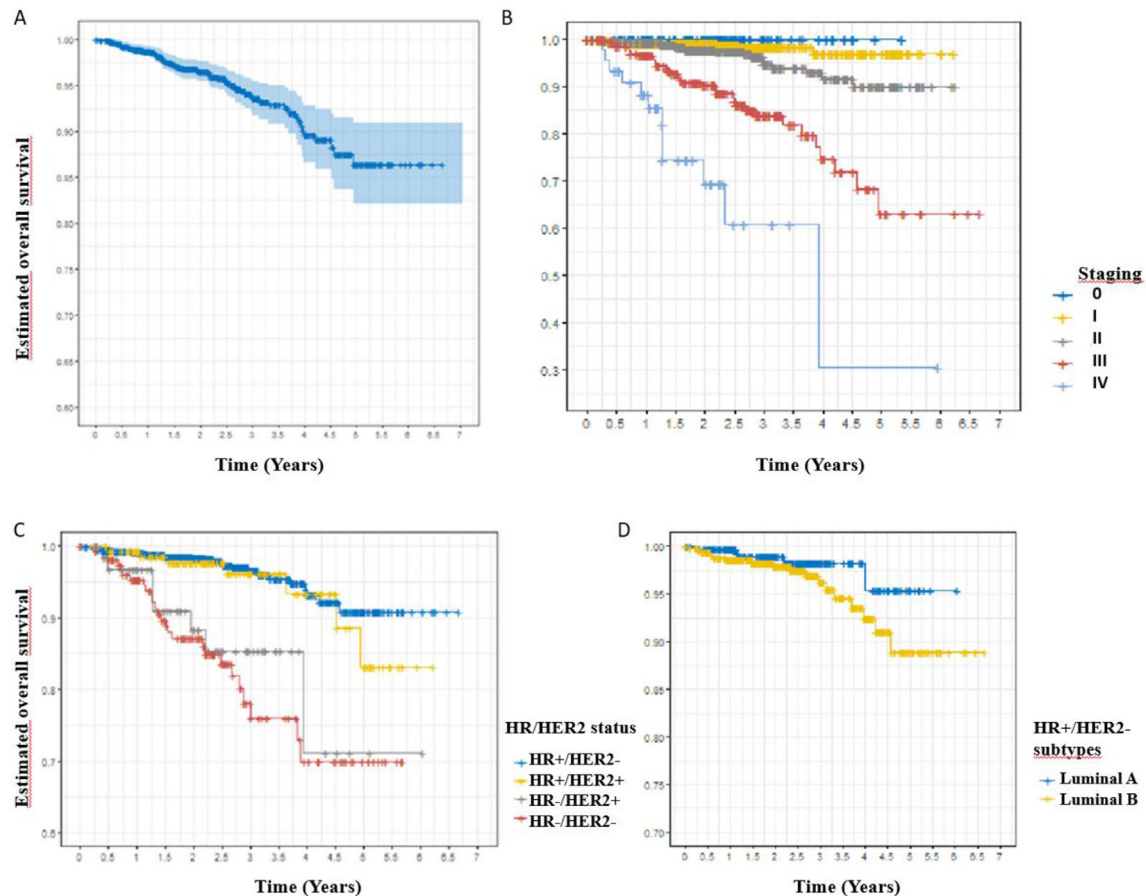 A
1.00
0.95
0.90
0.85
0.80
0.75
0.70
0.65
0.60
Estimated overall survival
0 0.5 1 1.5 2 2.5 3 3.5 4 4.5 5 5.5 6 6.5 7
Time (Years)
B
1.0
0.9
0.8
0.7
0.6
0.5
0.4
0.3
0 0.5 1 1.5 2 2.5 3 3.5 4 4.5 5 5.5 6 6.5 7
Time (Years)
Staging
0
I
II
III
IV
C
1.0
0.9
0.8
0.7
0.6
Estimated overall survival
0 0.5 1 1.5 2 2.5 3 3.5 4 4.5 5 5.5 6 6.5 7
Time (Years)
HR/HER2 status
HR+/HER2-
HR+/HER2+
HR-/HER2+
HR-/HER2-
D
1.00
0.95
0.90
0.85
0.80
0.75
0.70
0 0.5 1 1.5 2 2.5 3 3.5 4 4.5 5 5.5 6 6.5 7
Time (Years)
HR+/HER2-
subtypes
Luminal A
Luminal B